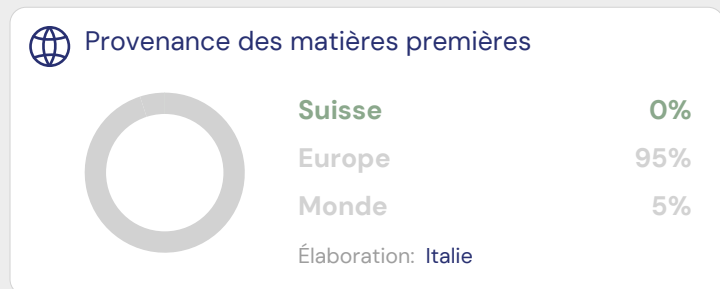 Provenance des matières premières
Suisse 0%
Europe 95%
Monde 5%
Élaboration: Italie